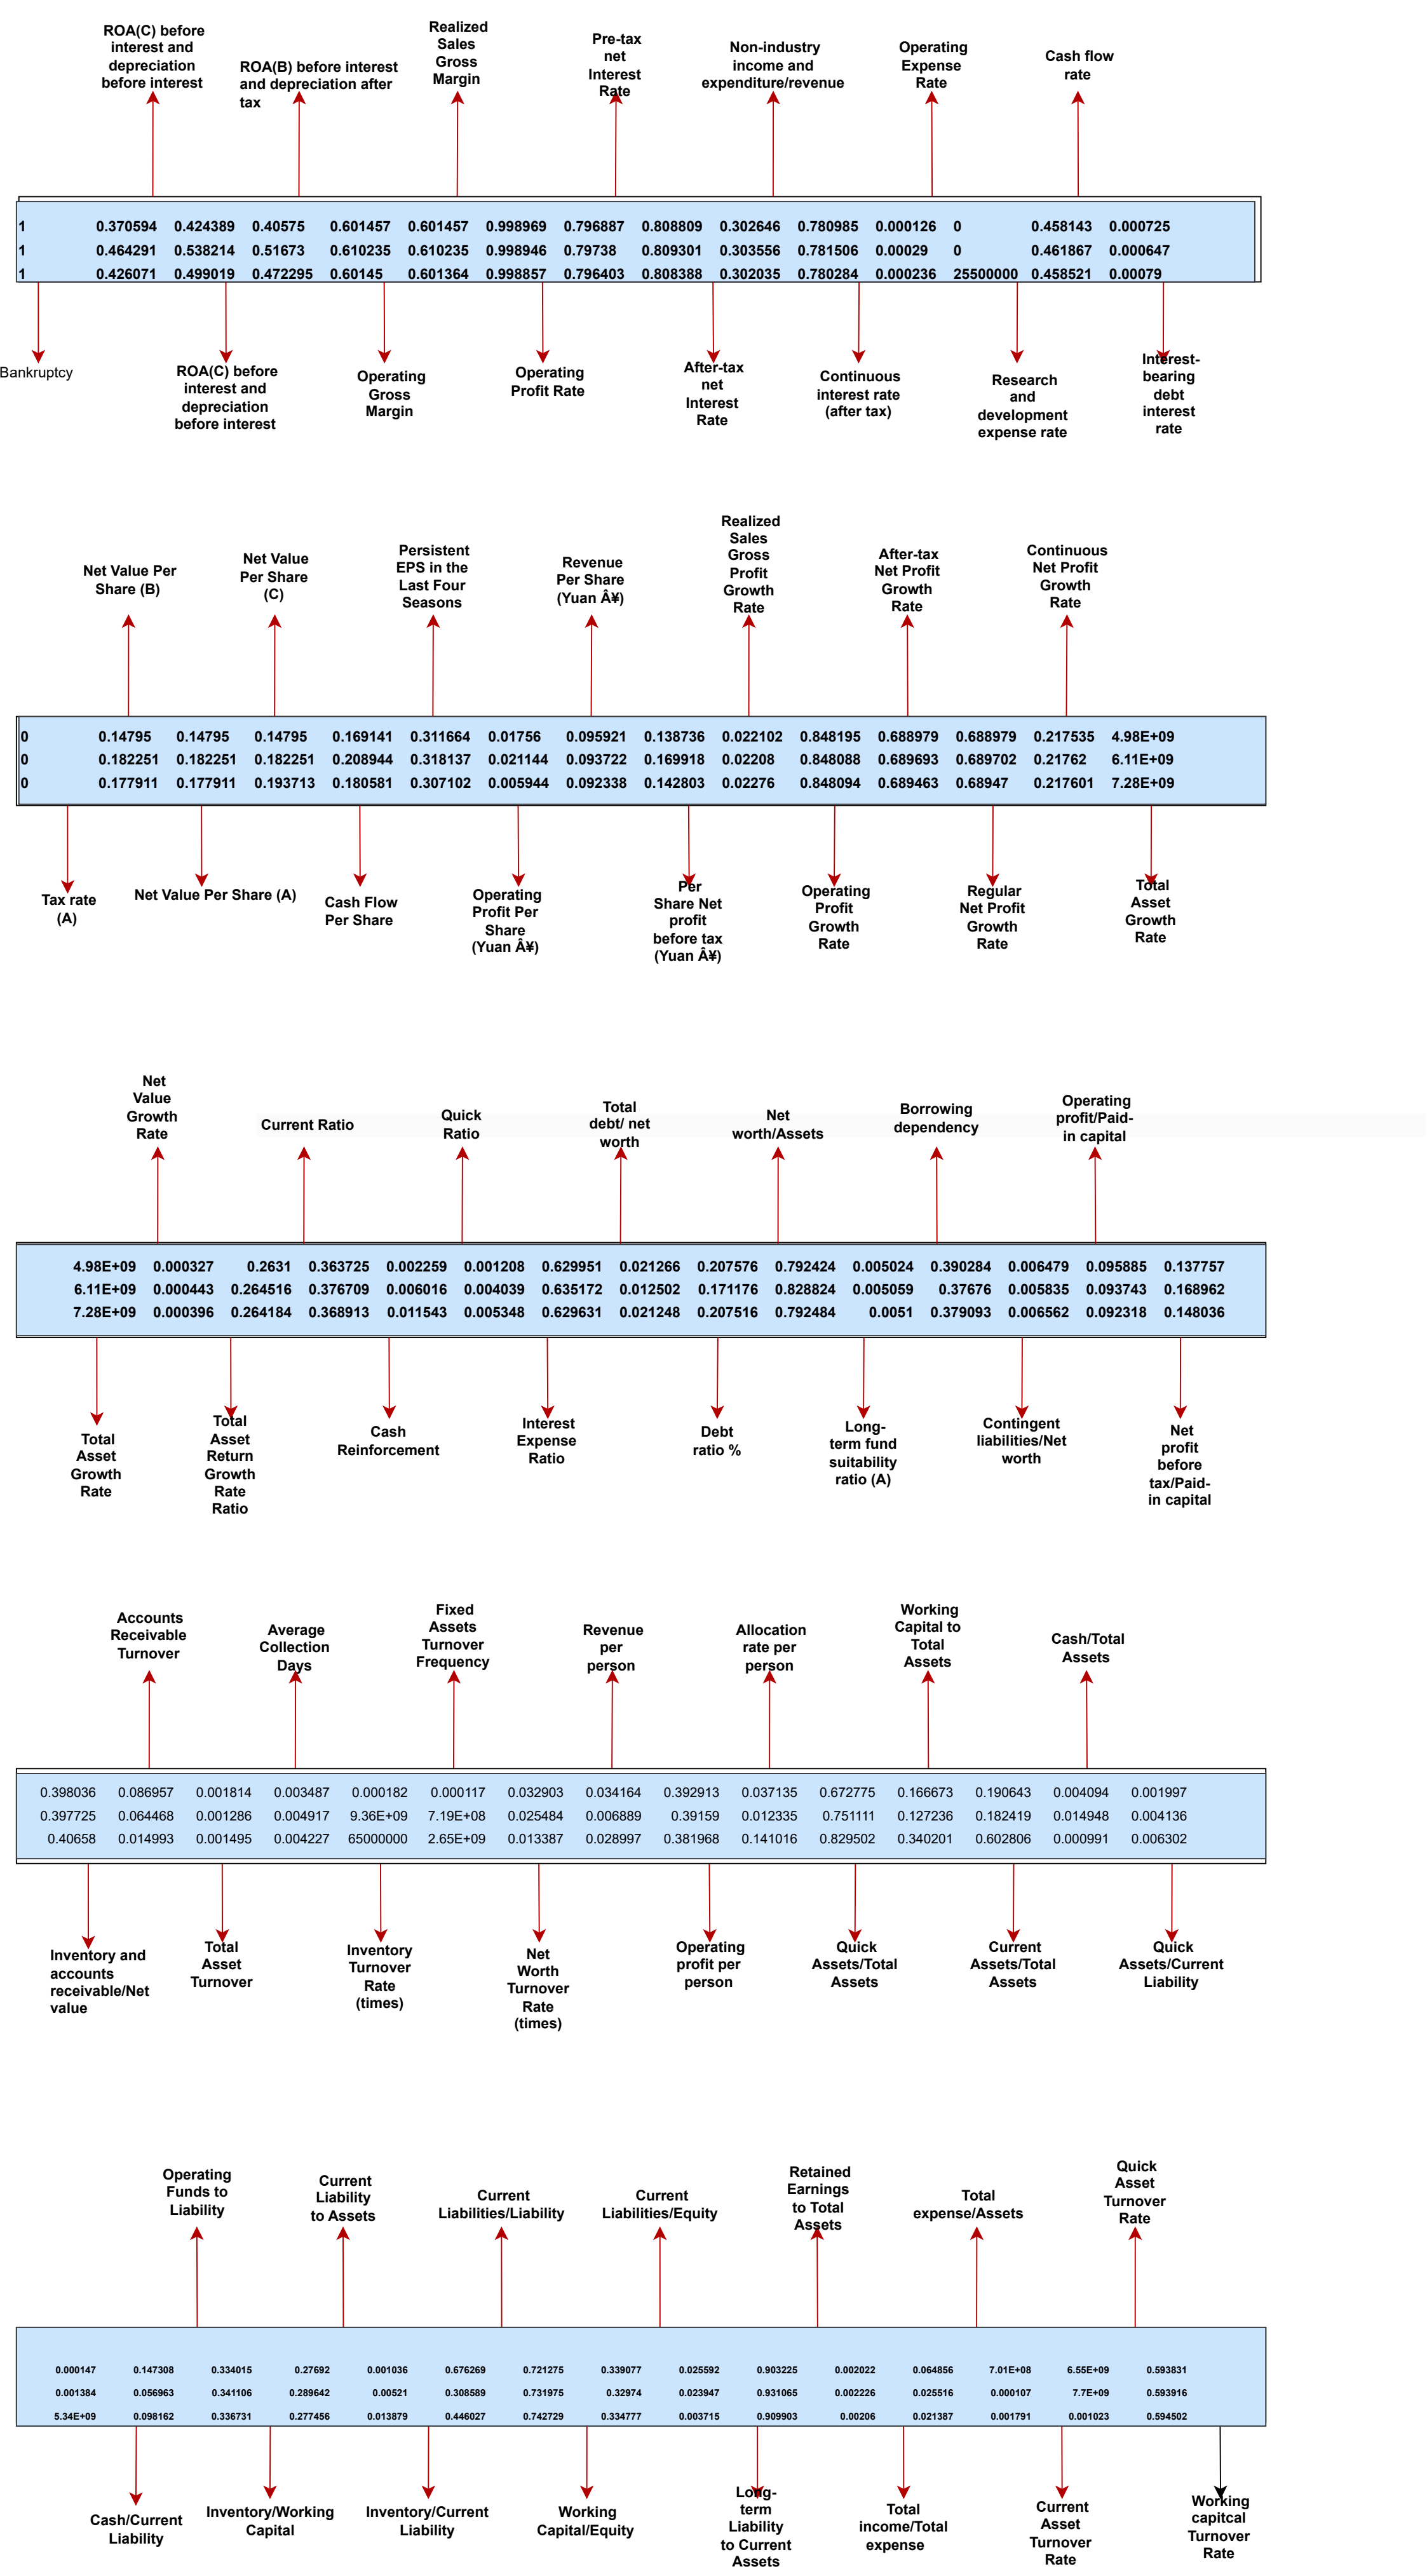 ROA(C) before
interest and
depreciation
before interest
ROA(B) before interest
and depreciation after
tax
Realized
Sales
Gross
Margin
Pre-tax
net
Interest
Rate
Non-industry
income and
expenditure/revenue
Operating
Expense
Rate
Cash flow
rate
1 0.370594 0.424389 0.40575 0.601457 0.601457 0.998969 0.796887 0.808809 0.302646 0.780985 0.000126 0 0.458143 0.000725
1 0.464291 0.538214 0.51673 0.610235 0.610235 0.998946 0.79738 0.809301 0.303556 0.781506 0.00029 0 0.461867 0.000647
1 0.426071 0.499019 0.472295 0.60145 0.601364 0.998857 0.796403 0.808388 0.302035 0.780284 0.000236 25500000 0.458521 0.00079
Bankruptcy
ROA(C) before
interest and
depreciation
before interest
Operating
Gross
Margin
Operating
Profit Rate
After-tax
net
Interest
Rate
Continuous
interest rate
(after tax)
Research
and
development
expense rate
Interest-
bearing
debt
interest
rate
Net Value Per
Share (B)
Net Value
Per Share
(C)
Persistent
EPS in the
Last Four
Seasons
Revenue
Per Share
(Yuan Â¥)
Realized
Sales
Gross
Profit
Growth
Rate
After-tax
Net Profit
Growth
Rate
Continuous
Net Profit
Growth
Rate
0 0.14795 0.14795 0.14795 0.169141 0.311664 0.01756 0.095921 0.138736 0.022102 0.848195 0.688979 0.688979 0.217535 4.98E+09
0 0.182251 0.182251 0.182251 0.208944 0.318137 0.021144 0.093722 0.169918 0.02208 0.848088 0.689693 0.689702 0.21762 6.11E+09
0 0.177911 0.177911 0.193713 0.180581 0.307102 0.005944 0.092338 0.142803 0.02276 0.848094 0.689463 0.68947 0.217601 7.28E+09
Tax rate
(A)
Net Value Per Share (A)
Cash Flow
Per Share
Operating
Profit Per
Share
(Yuan Â¥)
Per
Share Net
profit
before tax
(Yuan Â¥)
Operating
Profit
Growth
Rate
Regular
Net Profit
Growth
Rate
Total
Asset
Growth
Rate
Net
Value
Growth
Rate
Current Ratio
Quick
Ratio
Total
debt/ net
worth
Net
worth/Assets
Borrowing
dependency
Operating
profit/Paid-
in capital
4.98E+09 0.000327 0.2631 0.363725 0.002259 0.001208 0.629951 0.021266 0.207576 0.792424 0.005024 0.390284 0.006479 0.095885 0.137757
6.11E+09 0.000443 0.264516 0.376709 0.006016 0.004039 0.635172 0.012502 0.171176 0.828824 0.005059 0.37676 0.005835 0.093743 0.168962
7.28E+09 0.000396 0.264184 0.368913 0.011543 0.005348 0.629631 0.021248 0.207516 0.792484 0.0051 0.379093 0.006562 0.092318 0.148036
Total
Asset
Growth
Rate
Total
Asset
Return
Growth
Rate
Ratio
Cash
Reinforcement
Interest
Expense
Ratio
Debt
ratio %
Long-
term fund
suitability
ratio (A)
Contingent
liabilities/Net
worth
Net
profit
before
tax/Paid-
in capital
Accounts
Receivable
Turnover
Average
Collection
Days
Fixed
Assets
Turnover
Frequency
Revenue
per
person
Allocation
rate per
person
Working
Capital to
Total
Assets
Cash/Total
Assets
0.398036 0.086957 0.001814 0.003487 0.000182 0.000117 0.032903 0.034164 0.392913 0.037135 0.672775 0.166673 0.190643 0.004094 0.001997
0.397725 0.064468 0.001286 0.004917 9.36E+09 7.19E+08 0.025484 0.006889 0.39159 0.012335 0.751111 0.127236 0.182419 0.014948 0.004136
0.40658 0.014993 0.001495 0.004227 65000000 2.65E+09 0.013387 0.028997 0.381968 0.141016 0.829502 0.340201 0.602806 0.000991 0.006302
Inventory and
accounts
receivable/Net
value
Total
Asset
Turnover
Inventory
Turnover
Rate
(times)
Net
Worth
Turnover
Rate
(times)
Operating
profit per
person
Quick
Assets/Total
Assets
Current
Assets/Total
Assets
Quick
Assets/Current
Liability
Operating
Funds to
Liability
Current
Liability
to Assets
Current
Liabilities/Liability
Current
Liabilities/Equity
Retained
Earnings
to Total
Assets
Total
expense/Assets
Quick
Asset
Turnover
Rate
0.000147 0.147308 0.334015 0.27692 0.001036 0.676269 0.721275 0.339077 0.025592 0.903225 0.002022 0.064856 7.01E+08 6.55E+09 0.593831
0.001384 0.056963 0.341106 0.289642 0.00521 0.308589 0.731975 0.32974 0.023947 0.931065 0.002226 0.025516 0.000107 7.7E+09 0.593916
5.34E+09 0.098162 0.336731 0.277456 0.013879 0.446027 0.742729 0.334777 0.003715 0.909903 0.00206 0.021387 0.001791 0.001023 0.594502
Cash/Current
Liability
Inventory/Working
Capital
Inventory/Current
Liability
Working
Capital/Equity
Long-
term
Liability
to Current
Assets
Total
income/Total
expense
Current
Asset
Turnover
Rate
Working
capitcal
Turnover
Rate